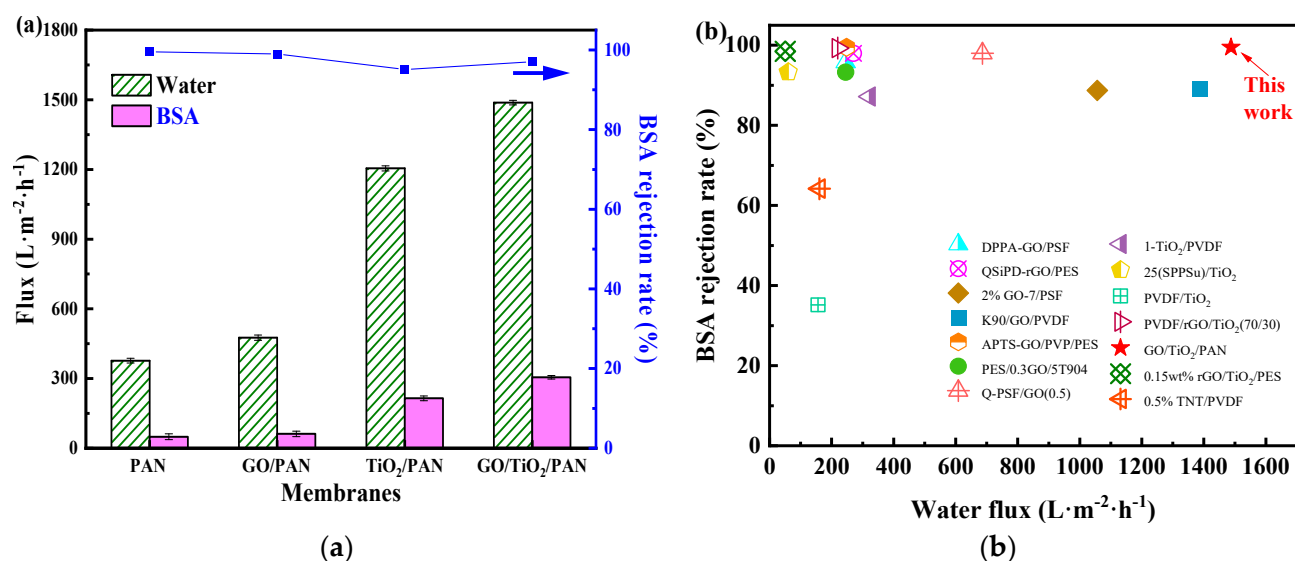 (a)
1800
1500
1200
900
600
300
0
Flux (L·m⁻²·h⁻¹)
Water
BSA
100
80
60
40
20
0
BSA rejection rate (%)
PAN
GO/PAN
TiO₂/PAN
GO/TiO₂/PAN
Membranes
(a)
(b)
100
80
60
40
20
0
BSA rejection rate (%)
This
work
DPPA-GO/PSF
QSiPD-rGO/PES
2% GO-7/PSF
K90/GO/PVDF
APTS-GO/PVP/PES
PES/0.3GO/5T904
Q-PSF/GO(0.5)
1-TiO₂/PVDF
25(SPPSu)/TiO₂
PVDF/TiO₂
PVDF/rGO/TiO₂(70/30)
GO/TiO₂/PAN
0.15wt% rGO/TiO₂/PES
0.5% TNT/PVDF
0 200 400 600 800 1000 1200 1400 1600
Water flux (L·m⁻²·h⁻¹)
(b)